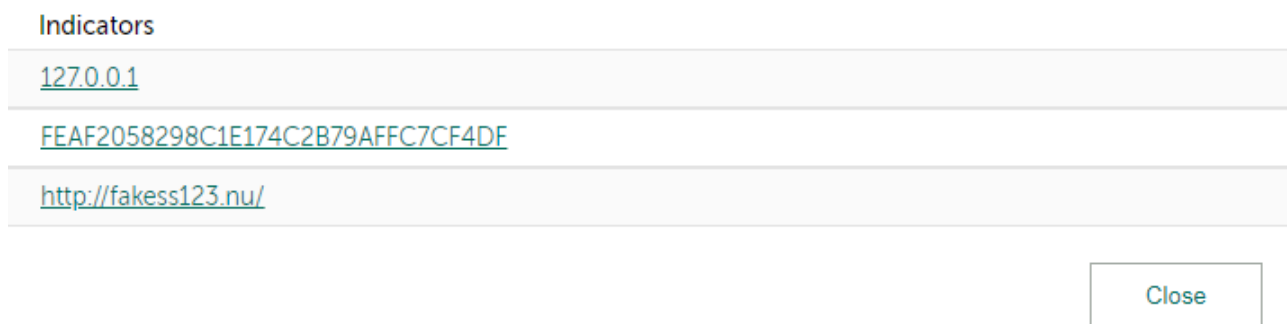 Indicators
127.0.0.1
FEAF2058298C1E174C2B79AFFC7CF4DF
http://fakess123.nu/
Close